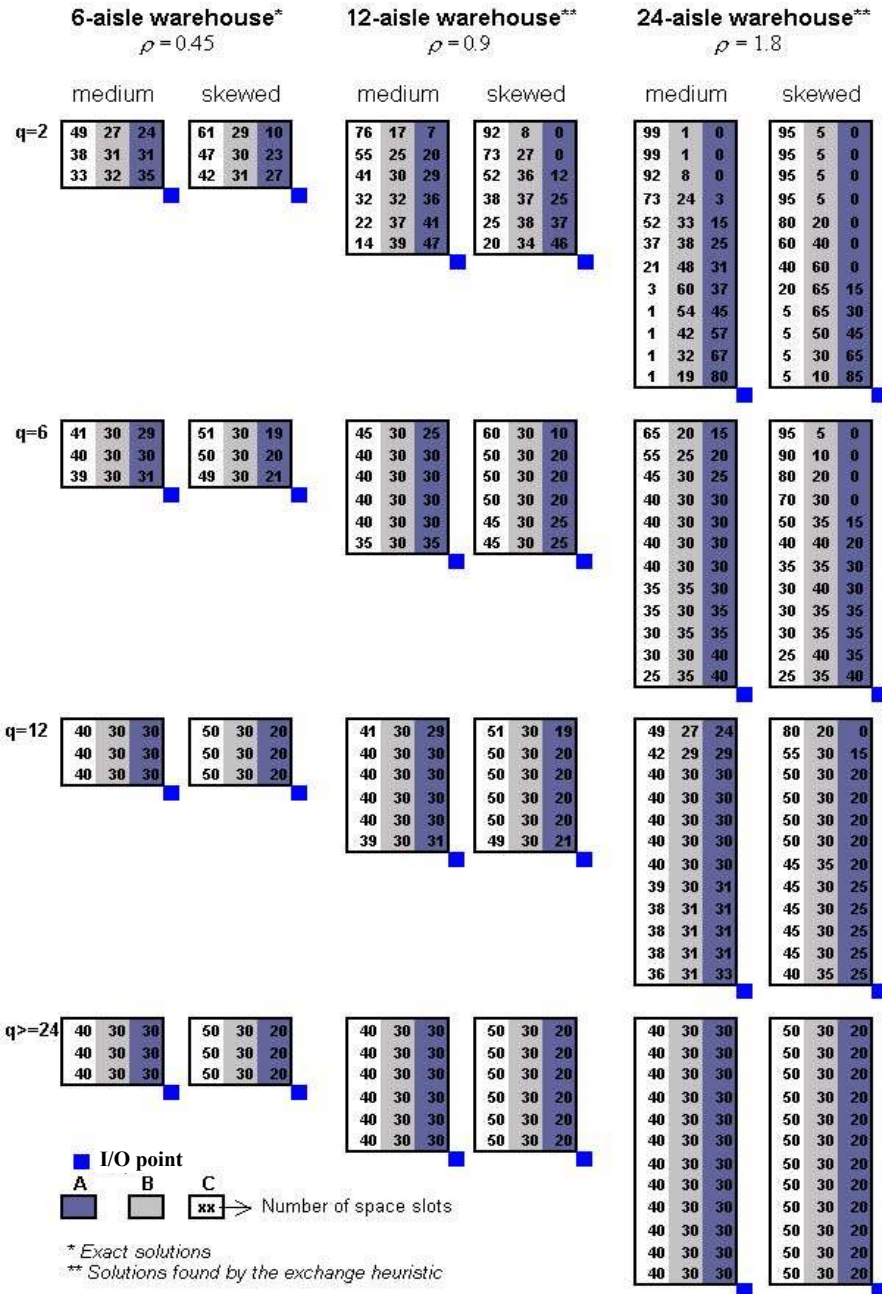 6-aisle warehouse* 12-aisle warehouse** 24-aisle warehouse**
ρ = 0.45 ρ = 0.9 ρ = 1.8
medium skewed medium skewed medium skewed
q=2 49 27 24 61 29 10 76 17 7 92 8 0 99 1 0 95 5 0
38 31 31 47 30 23 55 25 20 73 27 0 99 1 0 95 5 0
33 32 35 42 31 27 41 30 29 52 36 12 92 8 0 95 5 0
32 32 36 38 37 25 73 24 3 95 5 0
22 37 41 25 38 37 52 33 15 80 20 0
14 39 47 20 34 46 37 38 25 60 40 0
21 48 31 40 60 0
3 60 37 20 65 15
1 54 45 5 65 30
1 42 57 5 50 45
1 32 67 5 30 65
1 19 80 5 10 85
q=6 41 30 29 51 30 19 45 30 25 60 30 10 65 20 15 95 5 0
40 30 30 50 30 20 40 30 30 50 30 20 55 25 20 90 10 0
39 30 31 49 30 21 40 30 30 50 30 20 45 30 25 80 20 0
40 30 30 50 30 20 40 30 30 70 30 0
40 30 30 45 30 25 40 30 30 50 35 15
35 30 35 45 30 25 40 30 30 40 40 20
40 30 30 35 35 30
35 35 30 30 40 30
35 30 35 30 35 35
30 35 35 30 35 35
30 30 40 25 40 35
25 35 40 25 35 40
q=12 40 30 30 50 30 20 41 30 29 51 30 19 49 27 24 80 20 0
40 30 30 50 30 20 40 30 30 50 30 20 42 29 29 55 30 15
40 30 30 50 30 20 40 30 30 50 30 20 40 30 30 50 30 20
40 30 30 50 30 20 40 30 30 50 30 20
40 30 30 50 30 20 40 30 30 50 30 20
39 30 31 49 30 21 40 30 30 50 30 20
40 30 30 45 35 20
39 30 31 45 30 25
38 31 31 45 30 25
38 31 31 45 30 25
38 31 31 45 30 25
36 31 33 40 35 25
q>=24 40 30 30 50 30 20 40 30 30 50 30 20 40 30 30 50 30 20
40 30 30 50 30 20 40 30 30 50 30 20 40 30 30 50 30 20
40 30 30 50 30 20 40 30 30 50 30 20 40 30 30 50 30 20
40 30 30 50 30 20 40 30 30 50 30 20
40 30 30 50 30 20 40 30 30 50 30 20
40 30 30 50 30 20 40 30 30 50 30 20
40 30 30 50 30 20
40 30 30 50 30 20
40 30 30 50 30 20
40 30 30 50 30 20
40 30 30 50 30 20
40 30 30 50 30 20
I/O point
A B C
xx Number of space slots
* Exact solutions
** Solutions found by the exchange heuristic